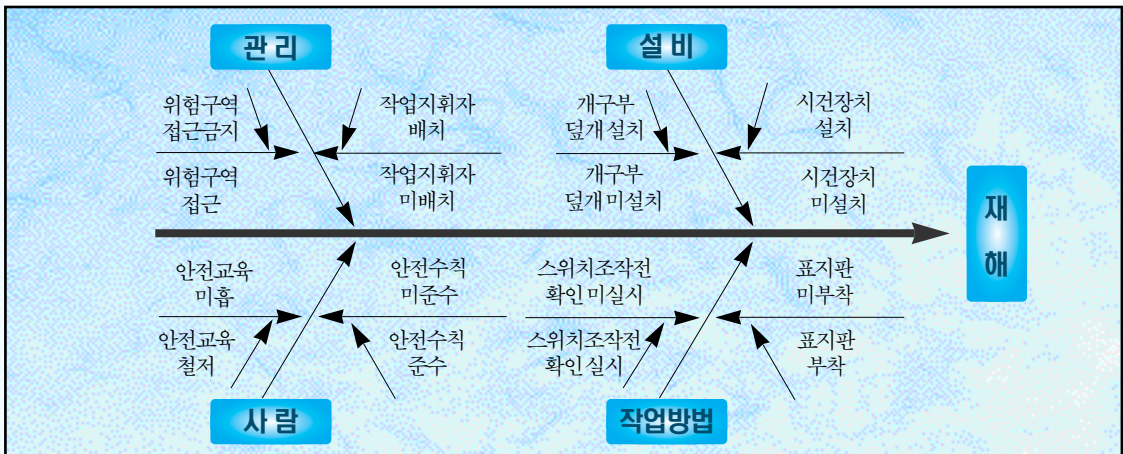 관 리
설 비
위험구역
접근금지
작업지휘자
배치
개구부
덮개 설치
시건장치
설치
위험구역
접근
작업지휘자
미배치
개구부
덮개 미설치
시건장치
미설치
재
해
안전교육
미흡
안전수칙
미준수
스위치조작전
확인 미실시
표지판
미부착
안전교육
철저
안전수칙
준수
스위치조작전
확인 실시
표지판
부착
사 람
작업방법